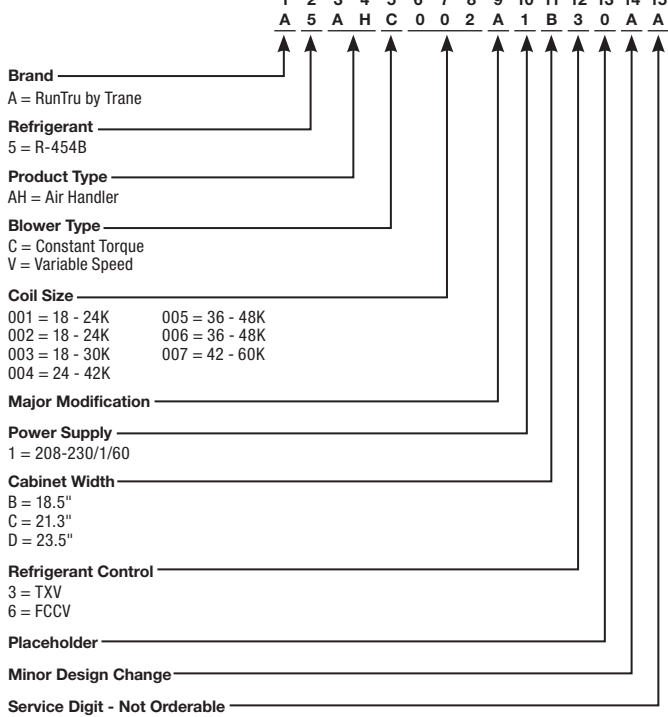 1 2 3 4 5 6 7 8 9 10 11 12 13 14 15
A 5 A H C 0 0 2 A 1 B 3 0 A A
Brand
A = RunTru by Trane
Refrigerant
5 = R-454B
Product Type
AH = Air Handler
Blower Type
C = Constant Torque
V = Variable Speed
Coil Size
001 = 18 - 24K 005 = 36 - 48K
002 = 18 - 24K 006 = 36 - 48K
003 = 18 - 30K 007 = 42 - 60K
004 = 24 - 42K
Major Modification
Power Supply
1 = 208-230/1/60
Cabinet Width
B = 18.5"
C = 21.3"
D = 23.5"
Refrigerant Control
3 = TXV
6 = FCCV
Placeholder
Minor Design Change
Service Digit - Not Orderable